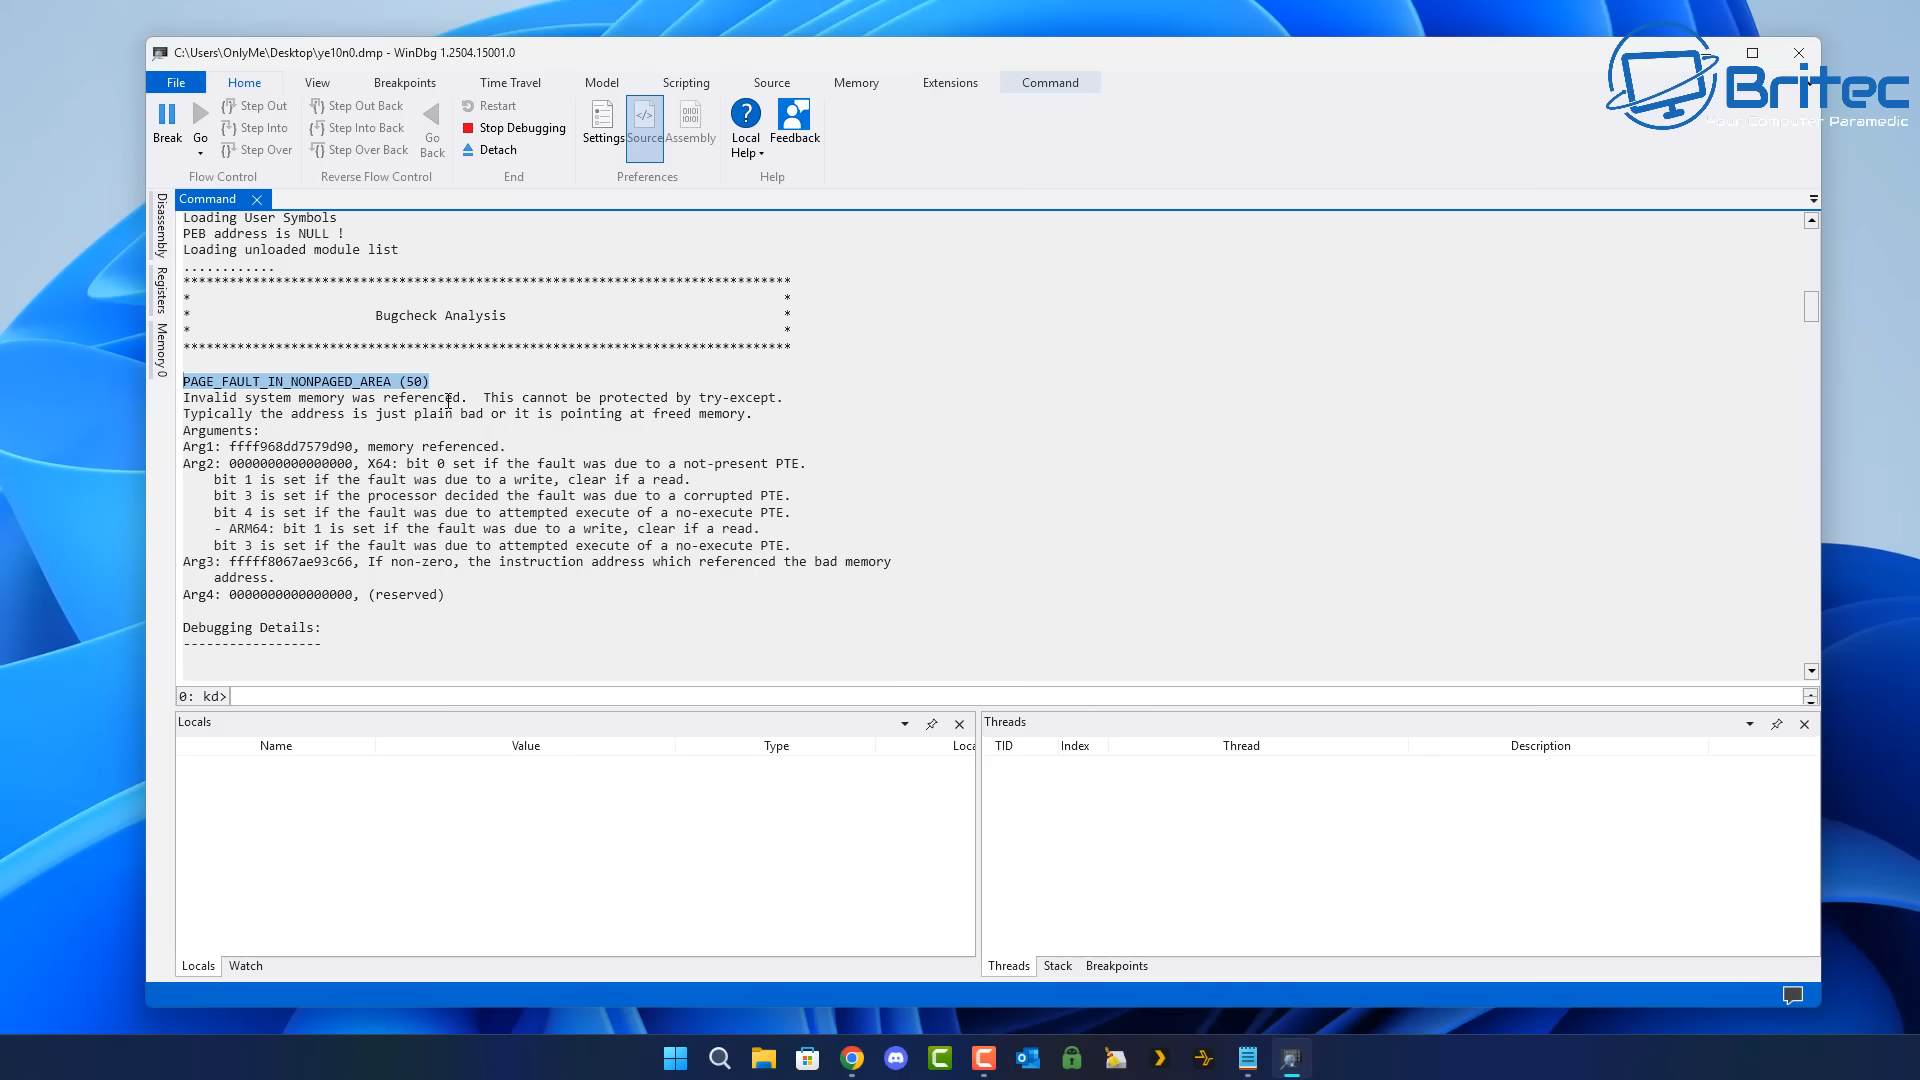 C:\Users\OnlyMe\Desktop\ye10n0.dmp - WinDbg 1.2504.15001.0
Britec
Your Computer Paramedic
File Home View Breakpoints Time Travel Model Scripting Source Memory Extensions Command
Step Out Step Out Back Restart
Step Into Step Into Back Stop Debugging
Break Go Settings Source Assembly Local Feedback
Step Over Step Over Back Go Detach Help
Back
Flow Control Reverse Flow Control End Preferences Help
Disassembly
Registers
Memory 0
Command
Loading User Symbols
PEB address is NULL !
Loading unloaded module list
............
*******************************************************************************
* *
* Bugcheck Analysis *
* *
*******************************************************************************
PAGE_FAULT_IN_NONPAGED_AREA (50)
Invalid system memory was referenced. This cannot be protected by try-except.
Typically the address is just plain bad or it is pointing at freed memory.
Arguments:
Arg1: ffff968dd7579d90, memory referenced.
Arg2: 0000000000000000, X64: bit 0 set if the fault was due to a not-present PTE.
bit 1 is set if the fault was due to a write, clear if a read.
bit 3 is set if the processor decided the fault was due to a corrupted PTE.
bit 4 is set if the fault was due to attempted execute of a no-execute PTE.
- ARM64: bit 1 is set if the fault was due to a write, clear if a read.
bit 3 is set if the fault was due to attempted execute of a no-execute PTE.
Arg3: fffff8067ae93c66, If non-zero, the instruction address which referenced the bad memory
address.
Arg4: 0000000000000000, (reserved)
Debugging Details:
------------------
0: kd>
Locals
Name Value Type Loca
Threads
TID Index Thread Description
Locals Watch
Threads Stack Breakpoints